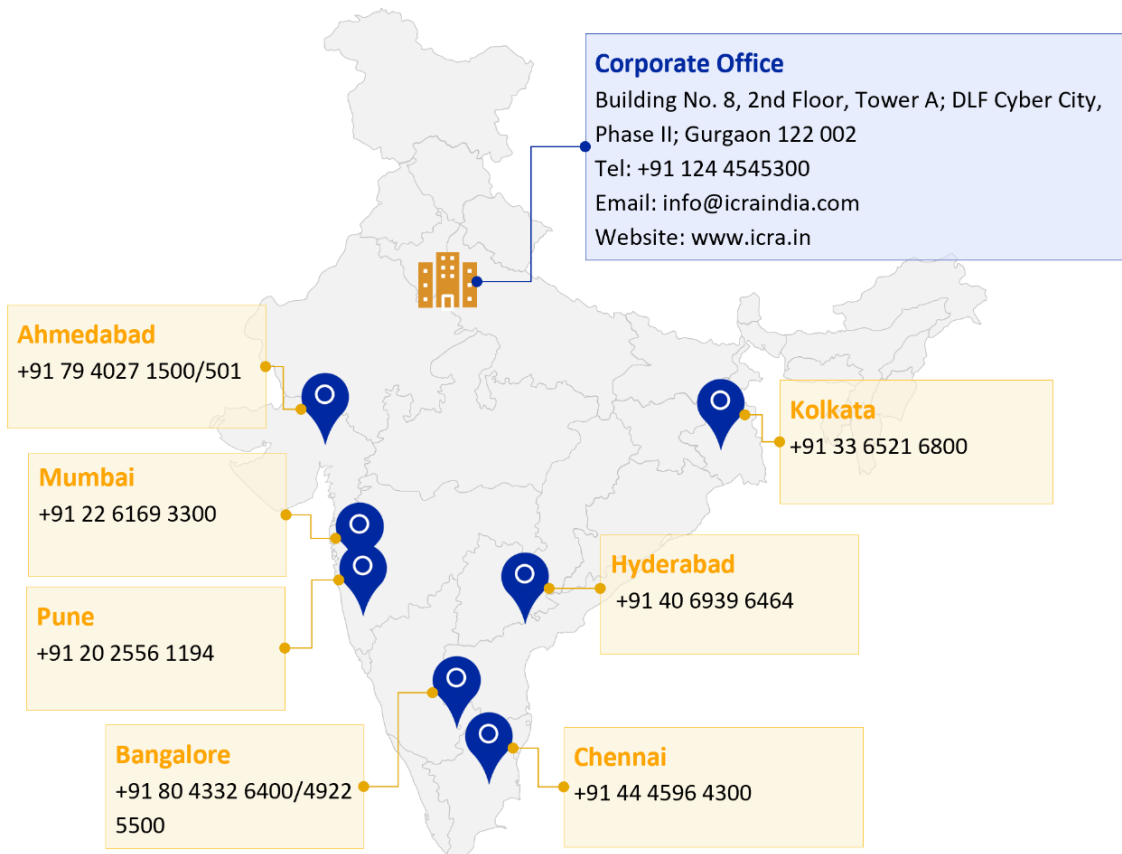 Corporate Office
Building No. 8, 2nd Floor, Tower A; DLF Cyber City,
Phase II; Gurgaon 122 002
Tel: +91 124 4545300
Email: info@icraindia.com
Website: www.icra.in
Ahmedabad
+91 79 4027 1500/501
Kolkata
+91 33 6521 6800
Mumbai
+91 22 6169 3300
Hyderabad
+91 40 6939 6464
Pune
+91 20 2556 1194
Bangalore
+91 80 4332 6400/4922
5500
Chennai
+91 44 4596 4300